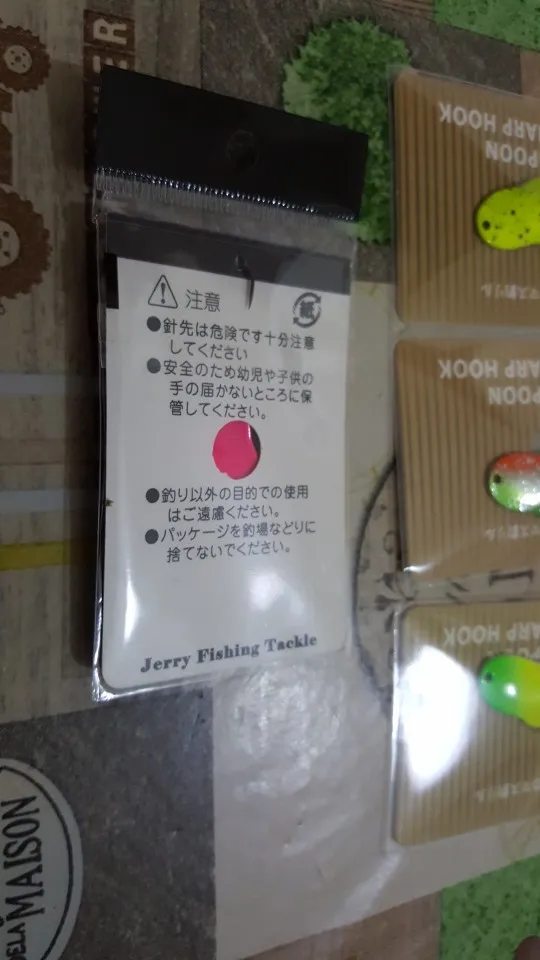 注意
紙
●針先は危険です十分注意
してください
●安全のため幼児や子供の
手の届かないところに保
管してください。
●釣り以外の目的での使用
はご遠慮ください。
●パッケージを釣場などりに
捨てないでください。
Jerry Fishing Tackle
POON
ARP HOOK
ARP HOOK
ARP HOOK
DELA
MAISON